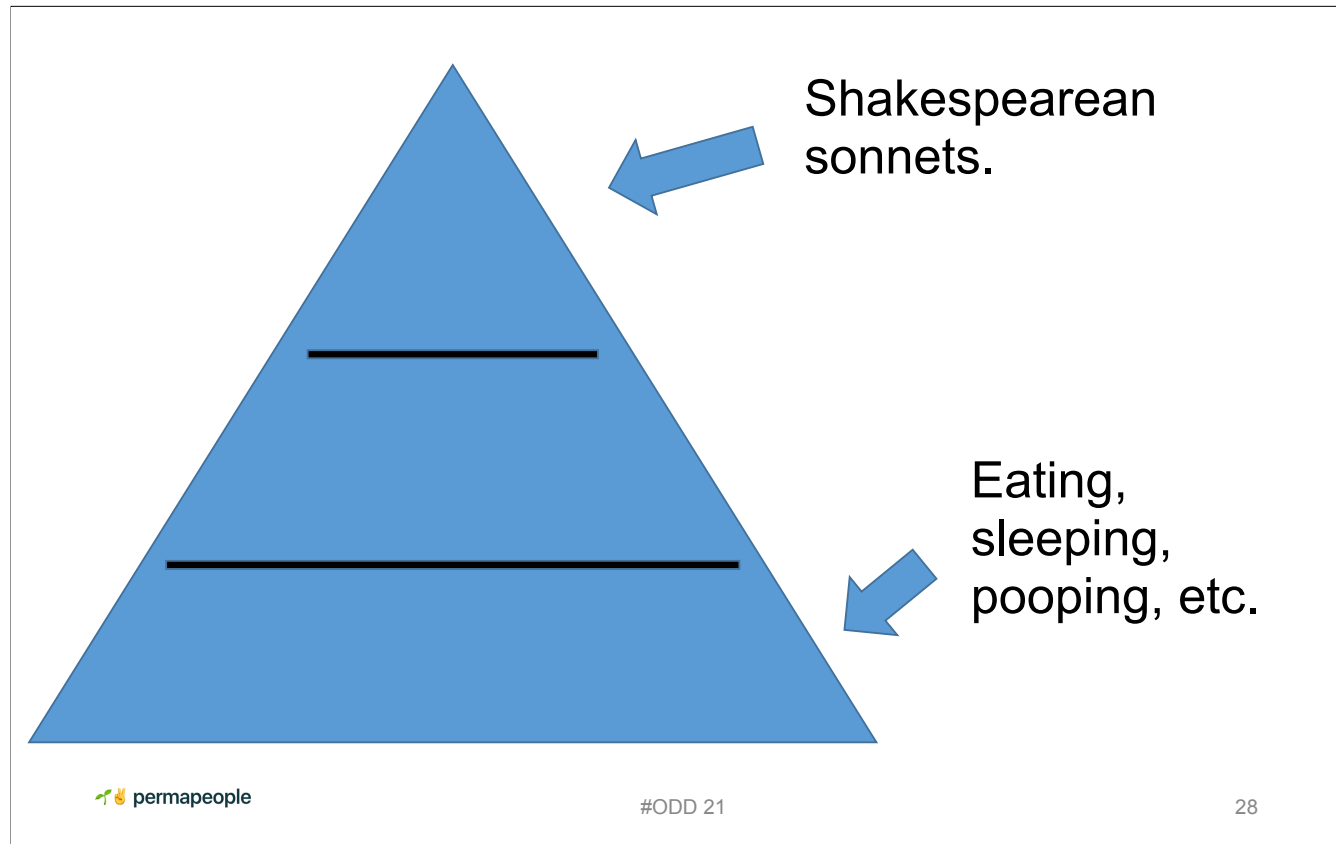 Shakespearean
sonnets.
Eating,
sleeping,
pooping, etc.
permapeople
#ODD 21
28